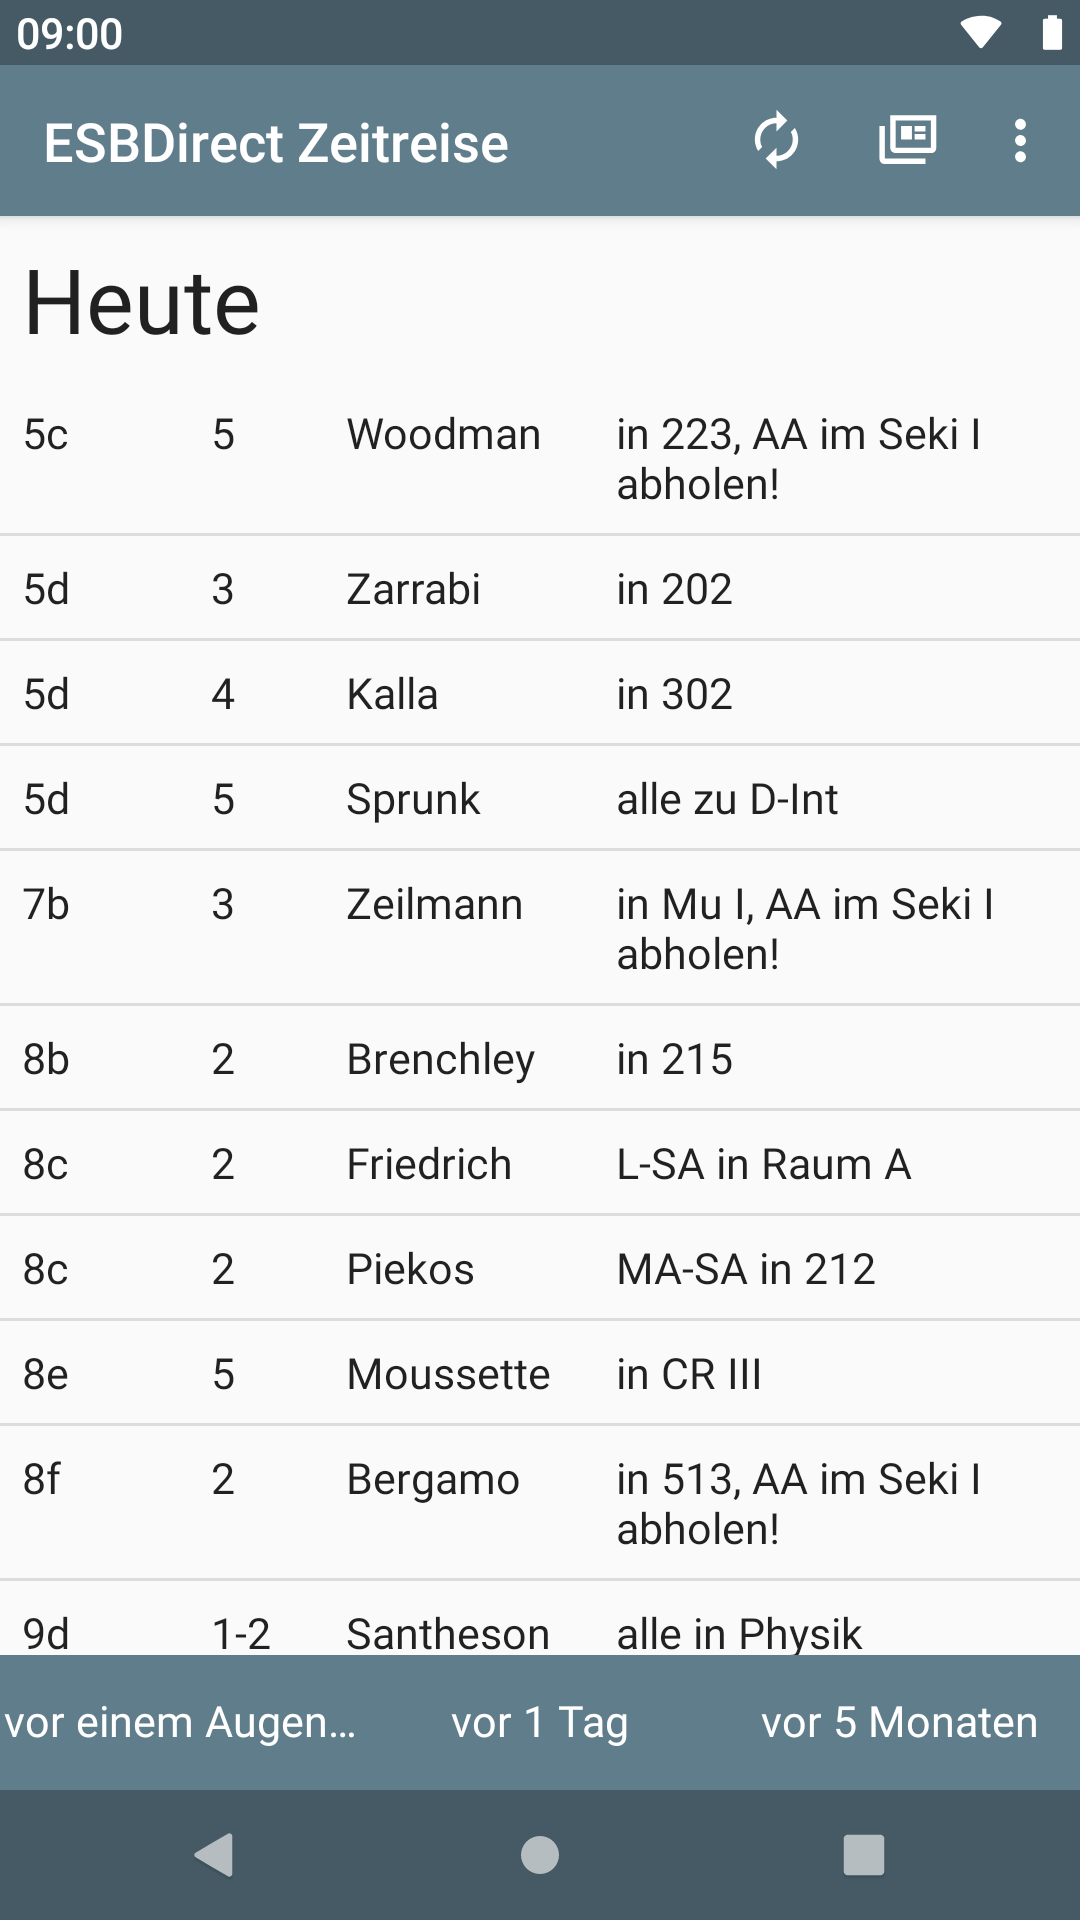 09:00
ESBDirect Zeitreise
Heute
5c 5 Woodman in 223, AA im Seki I
abholen!
5d 3 Zarrabi in 202
5d 4 Kalla in 302
5d 5 Sprunk alle zu D-Int
7b 3 Zeilmann in Mu I, AA im Seki I
abholen!
8b 2 Brenchley in 215
8c 2 Friedrich L-SA in Raum A
8c 2 Piekos MA-SA in 212
8e 5 Moussette in CR III
8f 2 Bergamo in 513, AA im Seki I
abholen!
9d 1-2 Santheson alle in Physik
vor einem Augen… vor 1 Tag vor 5 Monaten